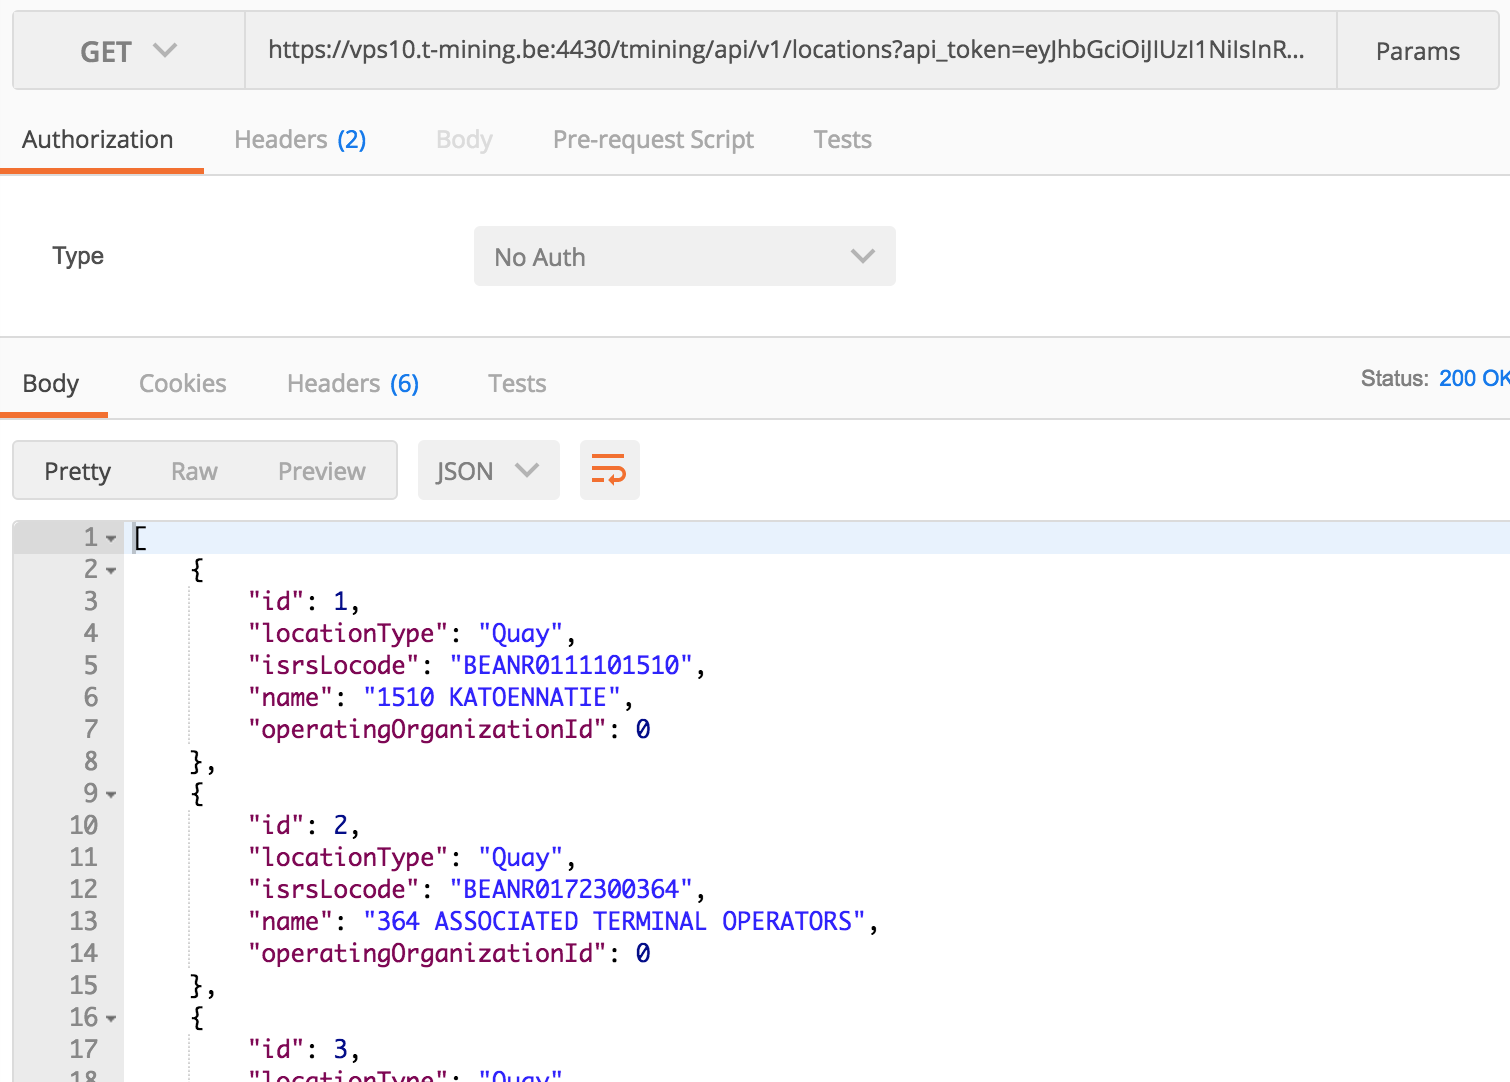 GET https://vps10.t-mining.be:4430/tmining/api/v1/locations?api_token=eyJhbGciOiJIUzI1NiIsInR... Params
Authorization Headers (2) Body Pre-request Script Tests
Type No Auth
Body Cookies Headers (6) Tests Status: 200 OK
Pretty Raw Preview JSON
1 [
2 {
3 "id": 1,
4 "locationType": "Quay",
5 "isrsLocode": "BEANR0111101510",
6 "name": "1510 KATOENNATIE",
7 "operatingOrganizationId": 0
8 },
9 {
10 "id": 2,
11 "locationType": "Quay",
12 "isrsLocode": "BEANR0172300364",
13 "name": "364 ASSOCIATED TERMINAL OPERATORS",
14 "operatingOrganizationId": 0
15 },
16 {
17 "id": 3,
18 "locationType": "Quay"